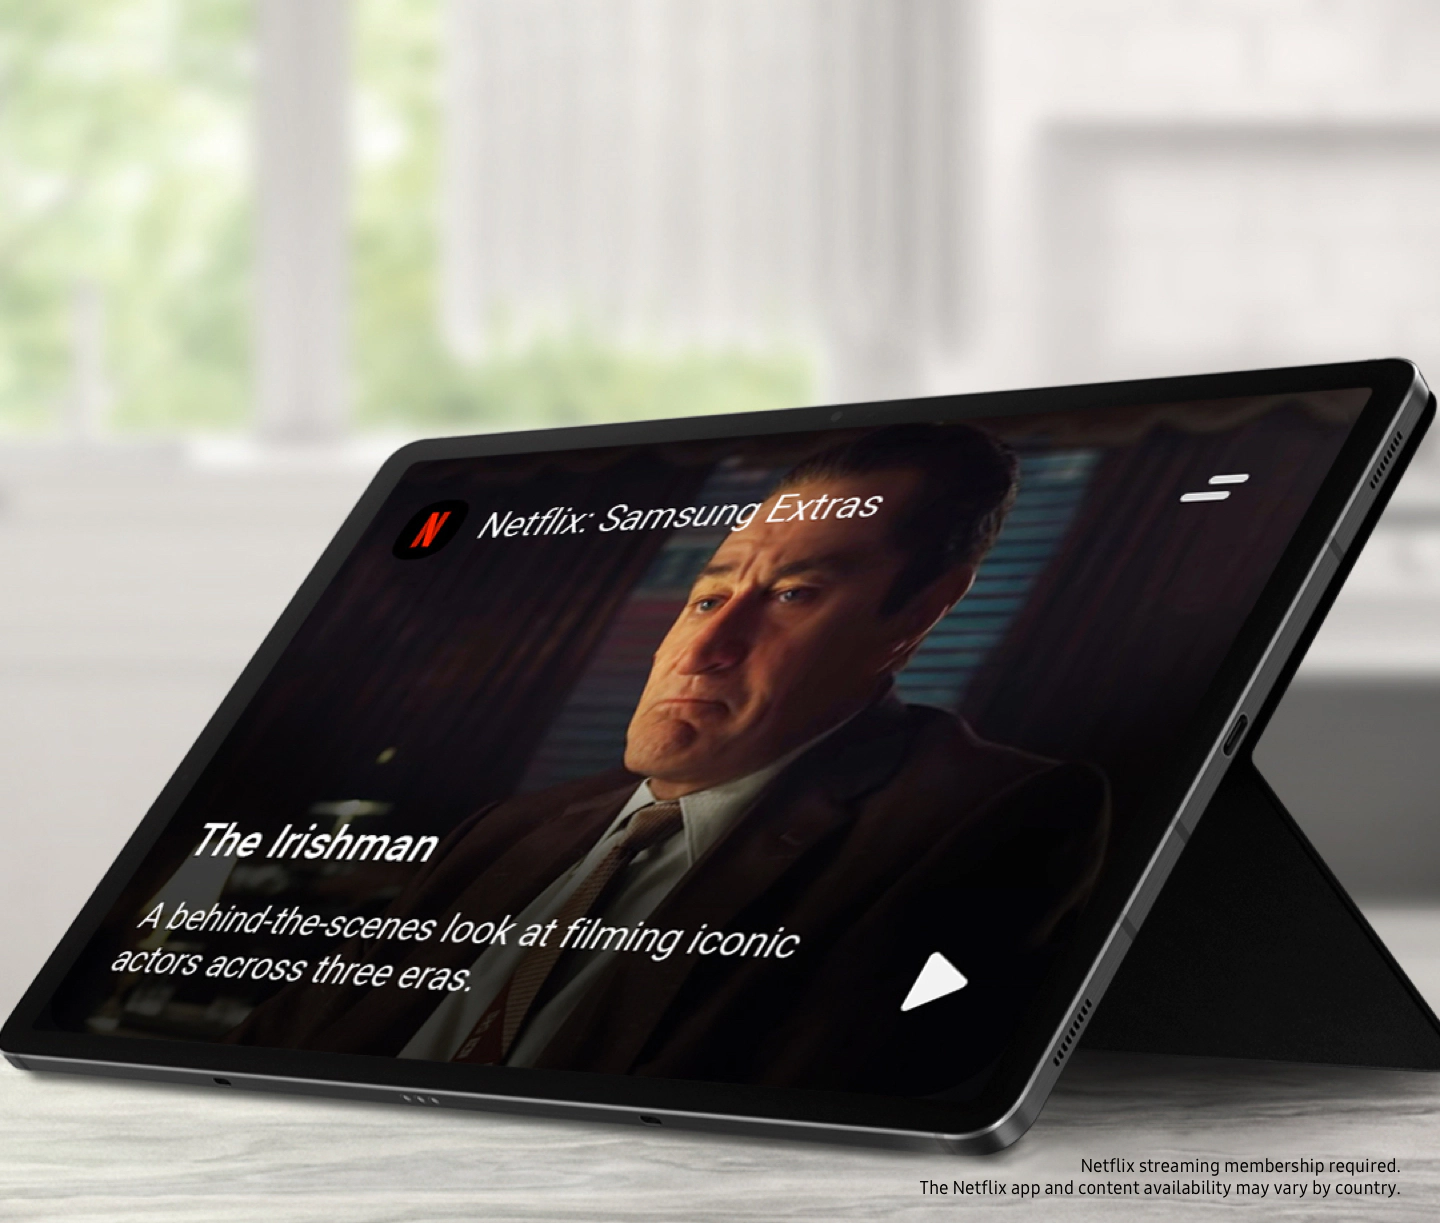 N
Netflix: Samsung Extras
The Irishman
A behind-the-scenes look at filming iconic
actors across three eras.
Netflix streaming membership required.
The Netflix app and content availability may vary by country.